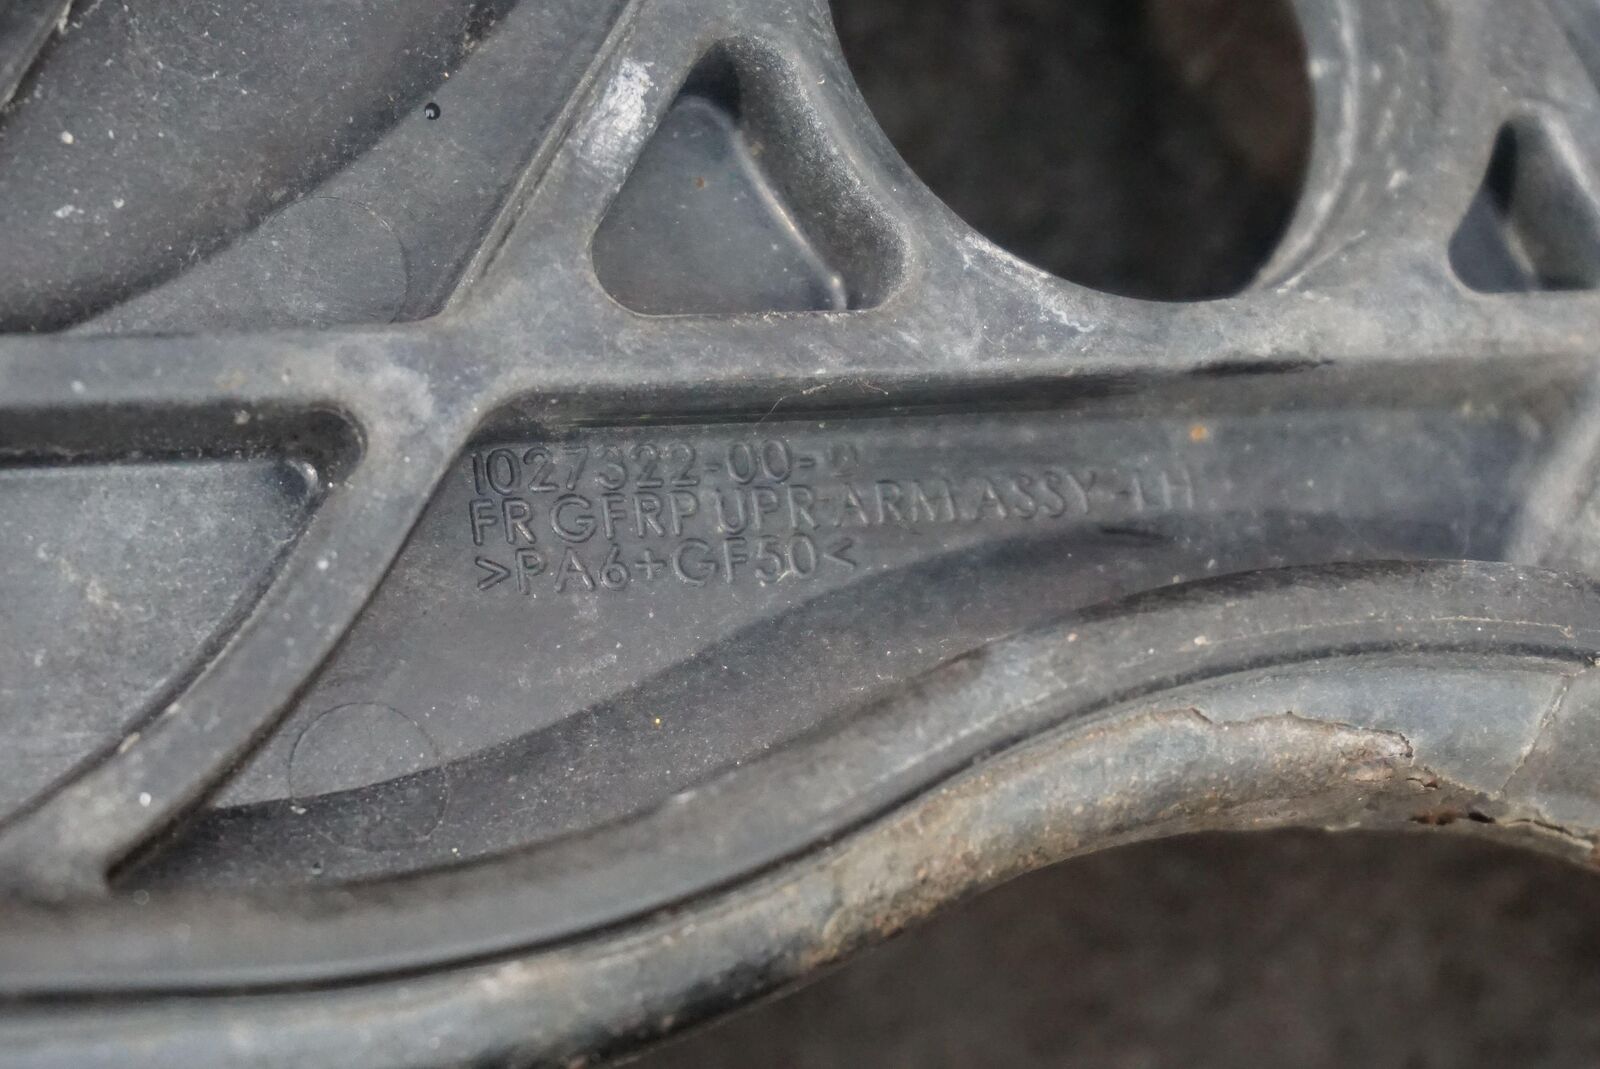 1027322-00-
FR GFRP UPR ARM ASSY -LH
>PA6+GF50<